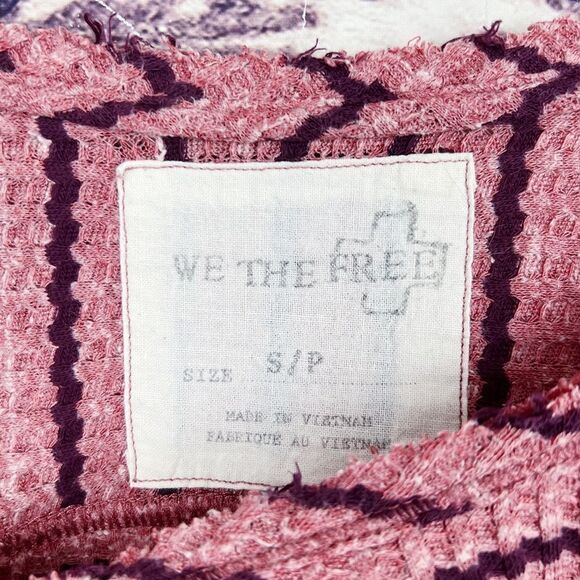 WE THE FREE
SIZE S/P
MADE IN VIETNAM
FABRIQUE AU VIETNAM